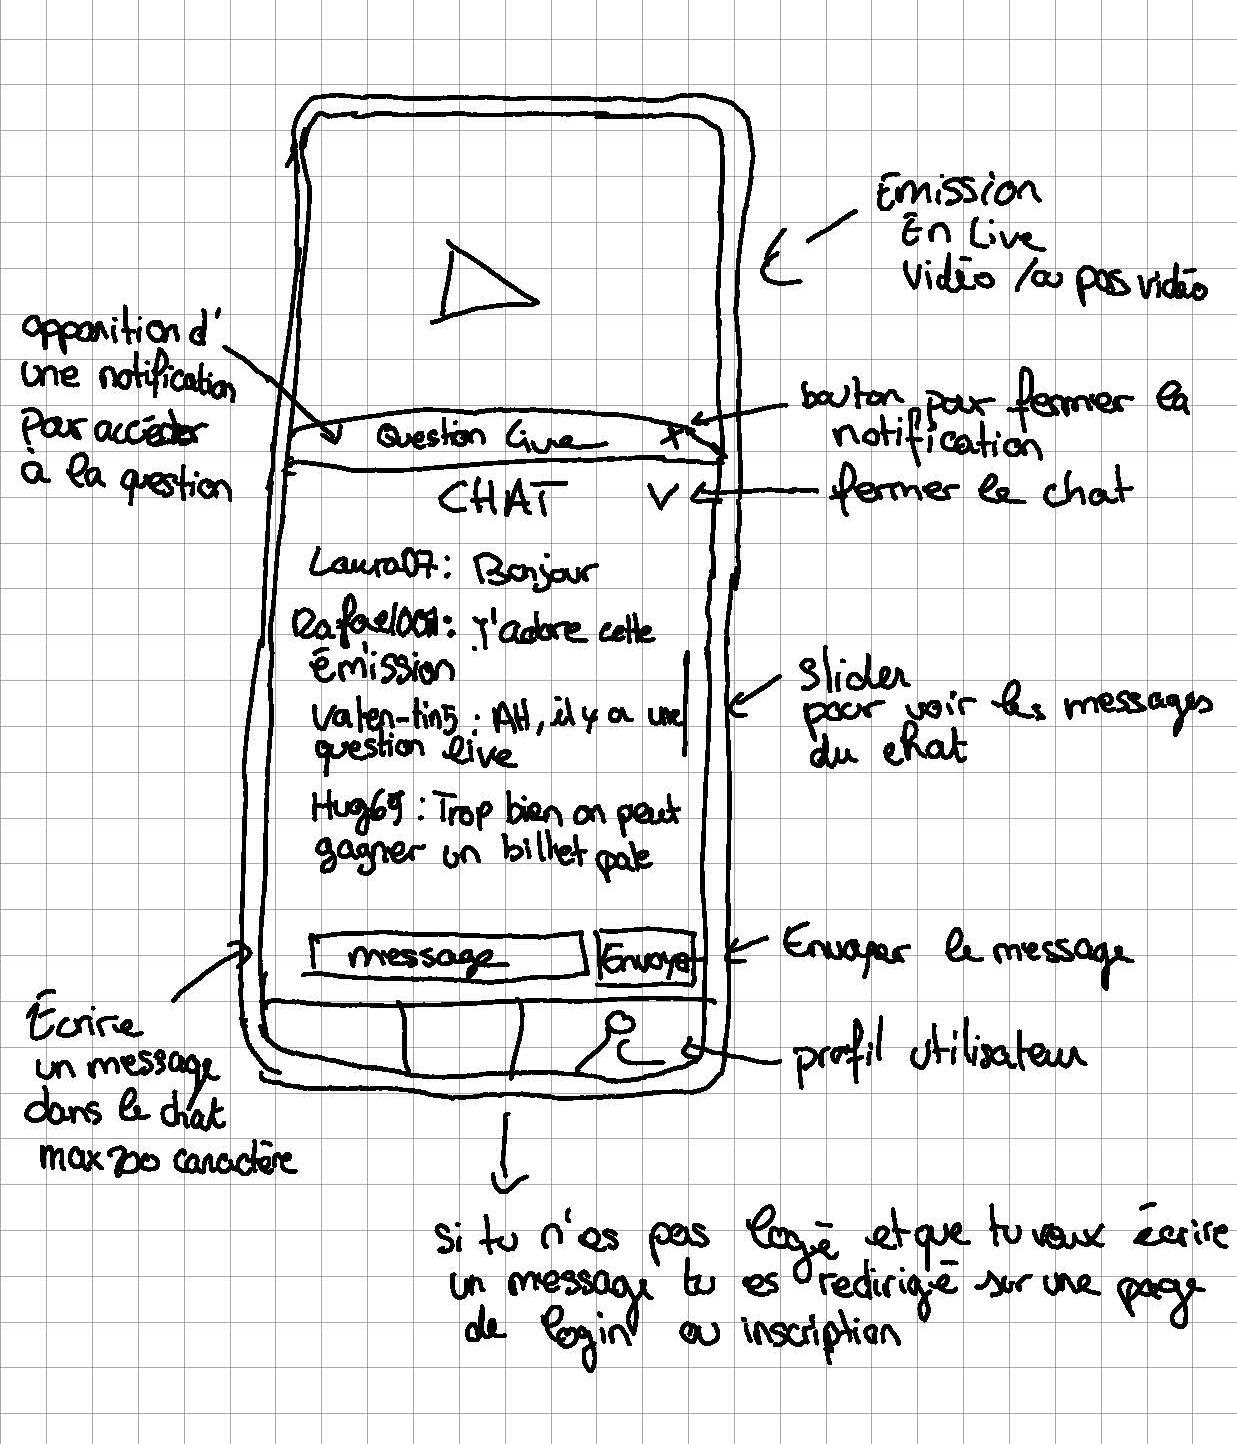 Emission
En Live
Vidéo /ou pas vidéo
apparition d'
une notification
pour accéder
à la question
bouton pour fermer la
notification
Question live X
CHAT V
fermer le chat
Laura07: Bonjour
Rafael001: j'adore cette
émission
Valen-tin5: AH, il y a une
question live
Slider
pour voir les messages
du chat
Hug69: Trop bien on peut
gagner un billet
message
Envoyer
Envoyer le message
Écrire
un message
dans le chat
max 200 caractère
profil utilisateur
si tu n'es pas logé et que tu veux écrire
un message tu es redirigé sur une page
de login ou inscription